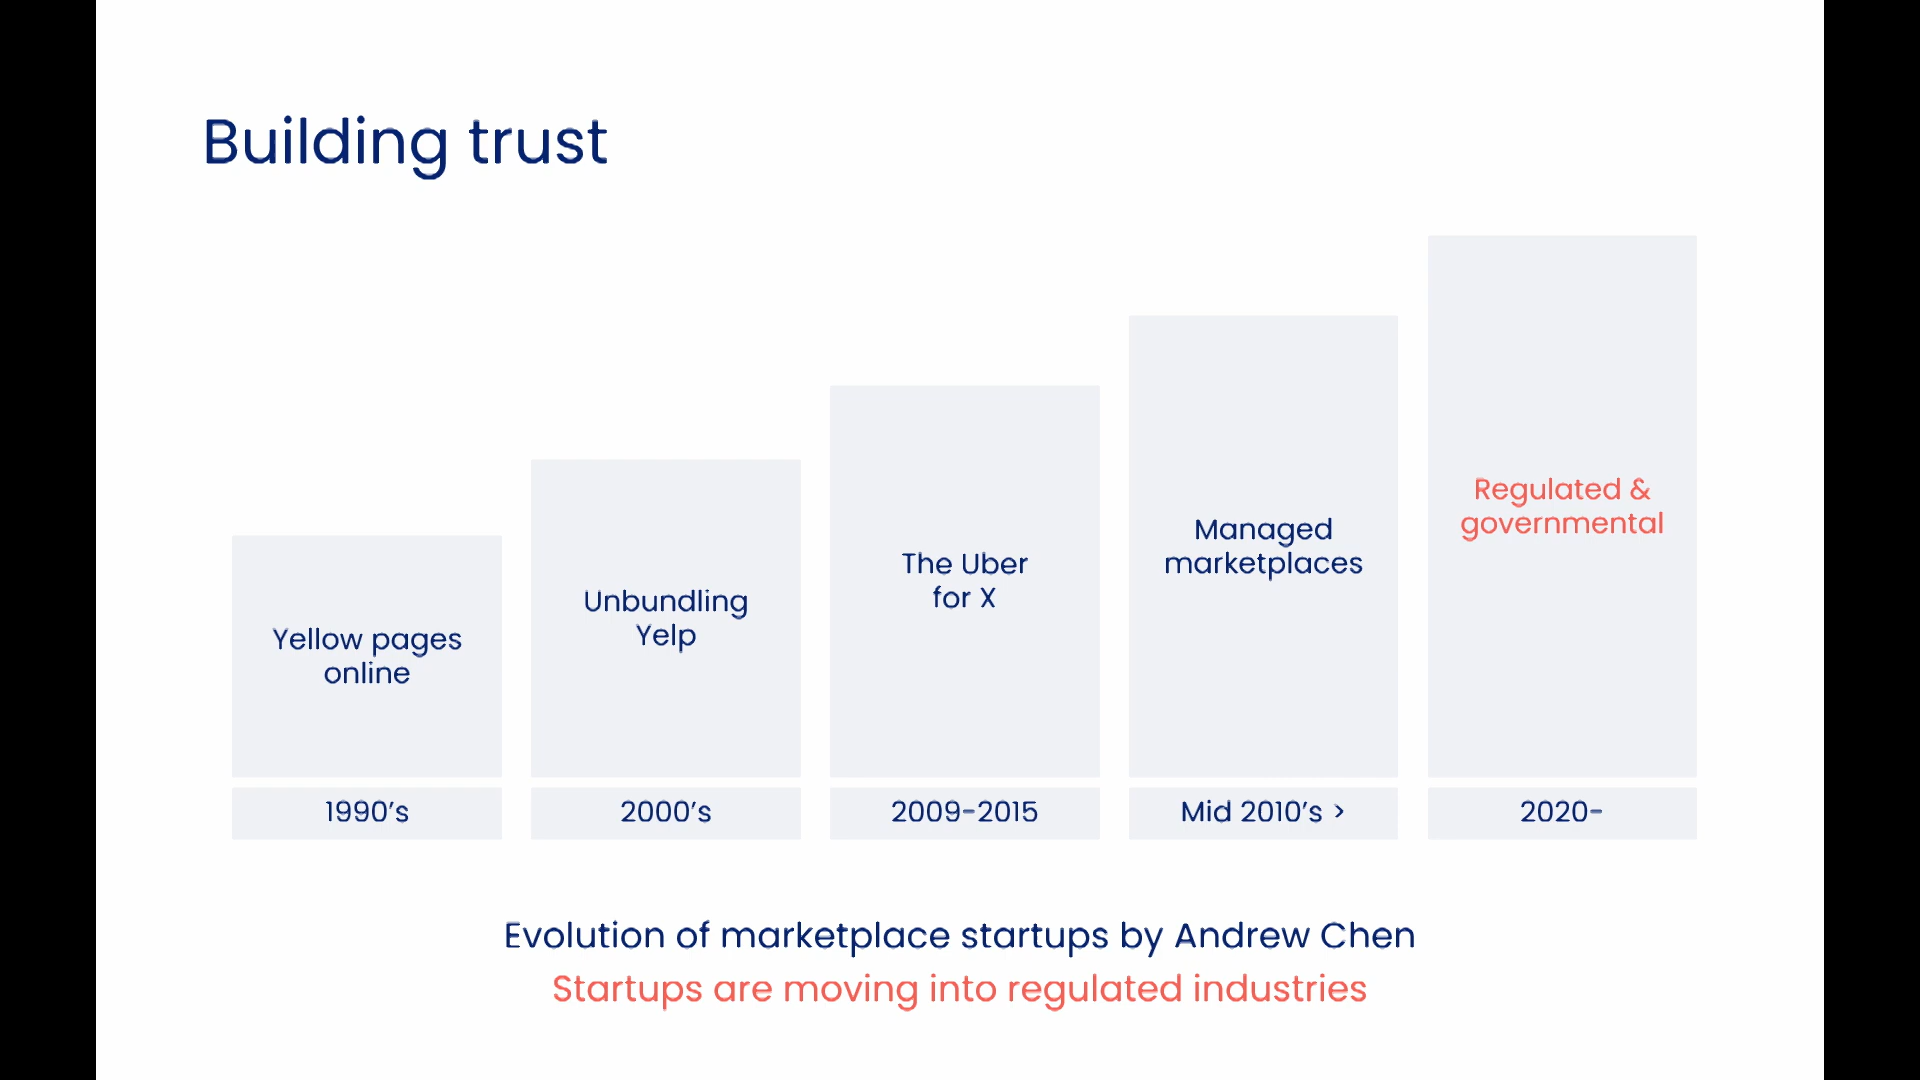 Building trust
Yellow pages
online
Unbundling
Yelp
The Uber
for X
Managed
marketplaces
Regulated &
governmental
1990’s
2000’s
2009-2015
Mid 2010’s >
2020-
Evolution of marketplace startups by Andrew Chen
Startups are moving into regulated industries